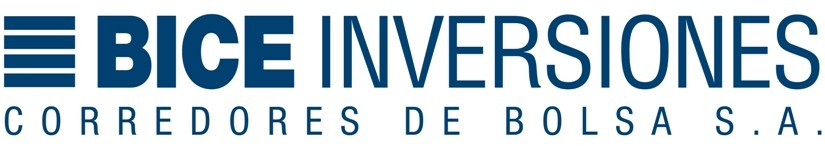 BICE INVERSIONES
CORREDORES DE BOLSA S.A.